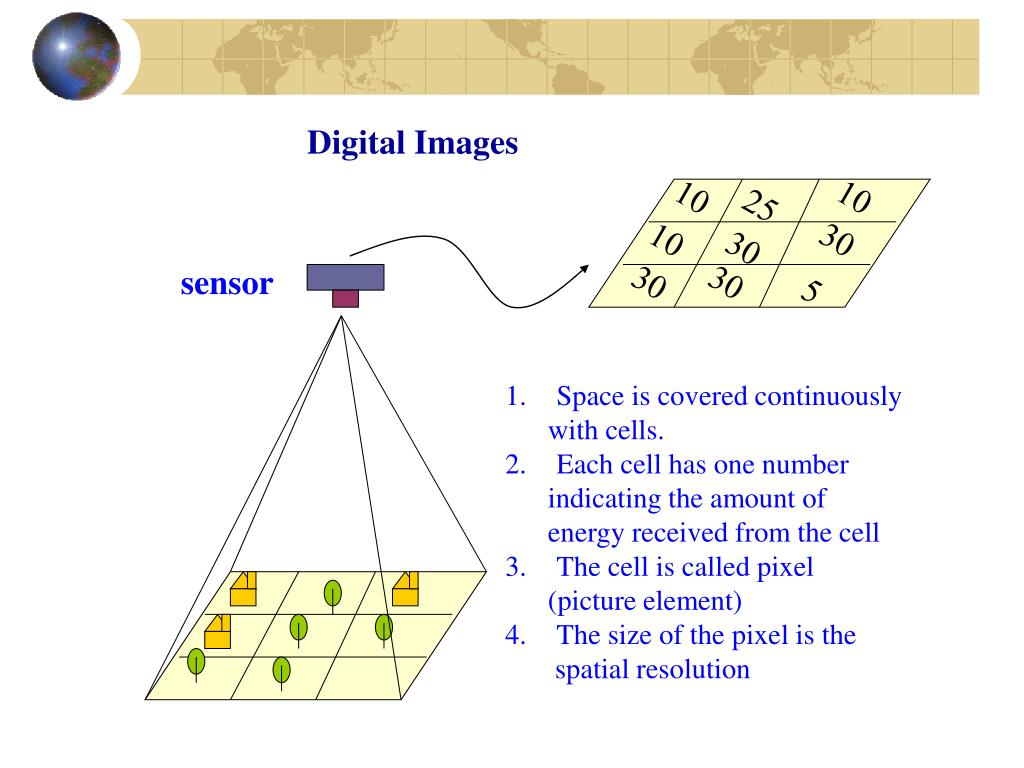 Digital Images
10 25 10
10 30 30
30 30 5
sensor
1. Space is covered continuously
with cells.
2. Each cell has one number
indicating the amount of
energy received from the cell
3. The cell is called pixel
(picture element)
4. The size of the pixel is the
spatial resolution